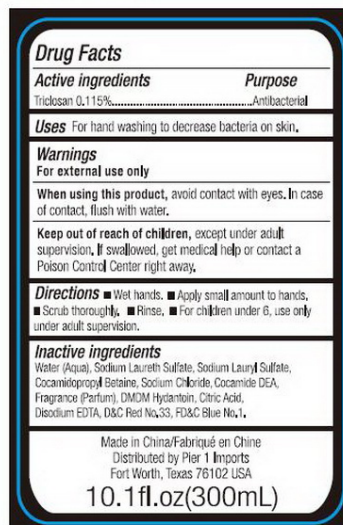 Drug Facts
Active ingredients Purpose
Triclosan 0.115%........................................Antibacterial
Uses For hand washing to decrease bacteria on skin.
Warnings
For external use only
When using this product, avoid contact with eyes. In case
of contact, flush with water.
Keep out of reach of children, except under adult
supervision. If swallowed, get medical help or contact a
Poison Control Center right away.
Directions ■ Wet hands. ■ Apply small amount to hands,
■ Scrub thoroughly. ■ Rinse, ■ For children under 6, use only
under adult supervision.
Inactive ingredients
Water (Aqua), Sodium Laureth Sulfate, Sodium Lauryl Sulfate,
Cocamidopropyl Betaine, Sodium Chloride, Cocamide DEA,
Fragrance (Parfum), DMDM Hydantoin, Citric Acid,
Disodium EDTA, D&C Red No.33, FD&C Blue No.1.
Made in China/Fabriqué en Chine
Distributed by Pier 1 Imports
Fort Worth, Texas 76102 USA
10.1fl.oz(300mL)